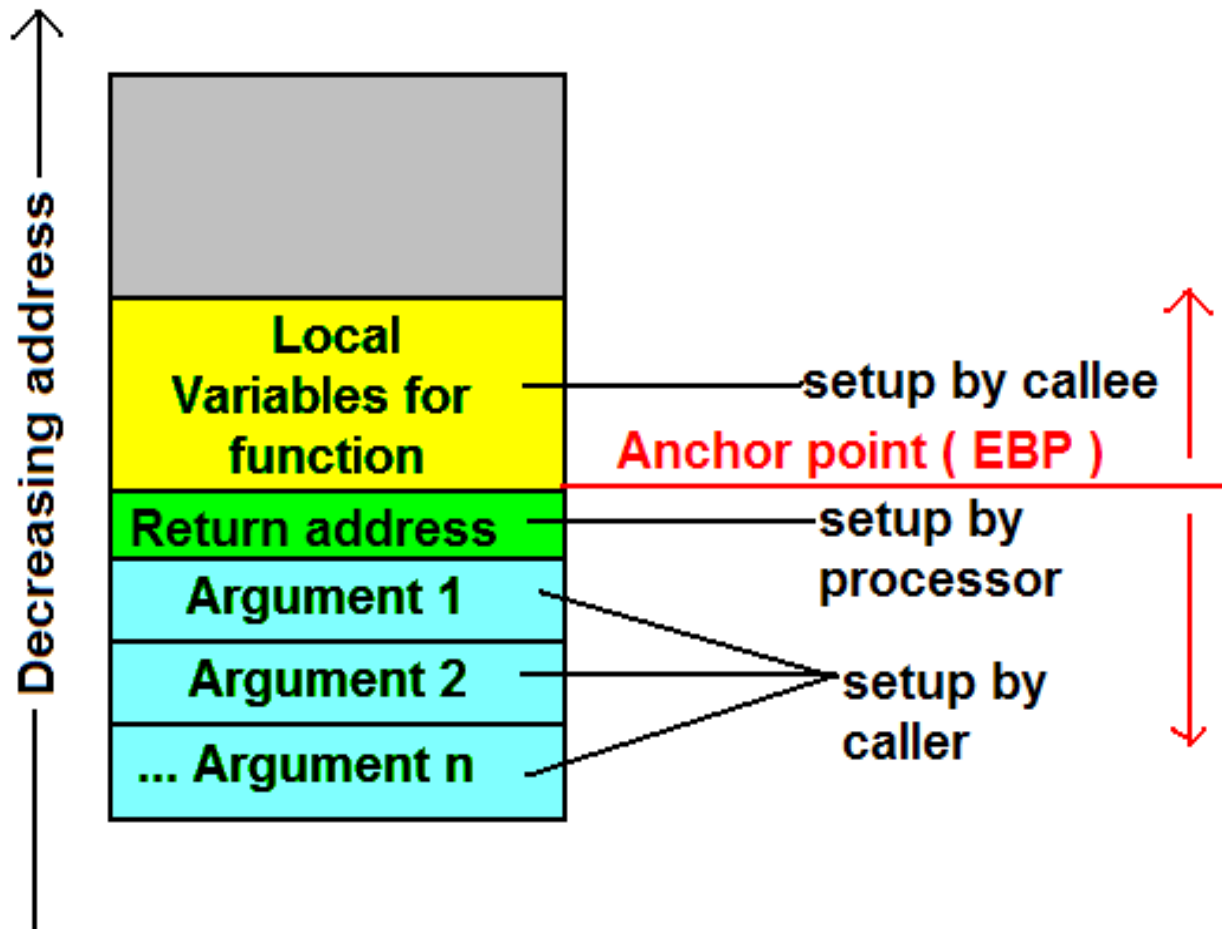 Decreasing address
Local
Variables for
function
setup by callee
Anchor point ( EBP )
Return address
setup by
processor
Argument 1
Argument 2
... Argument n
setup by
caller